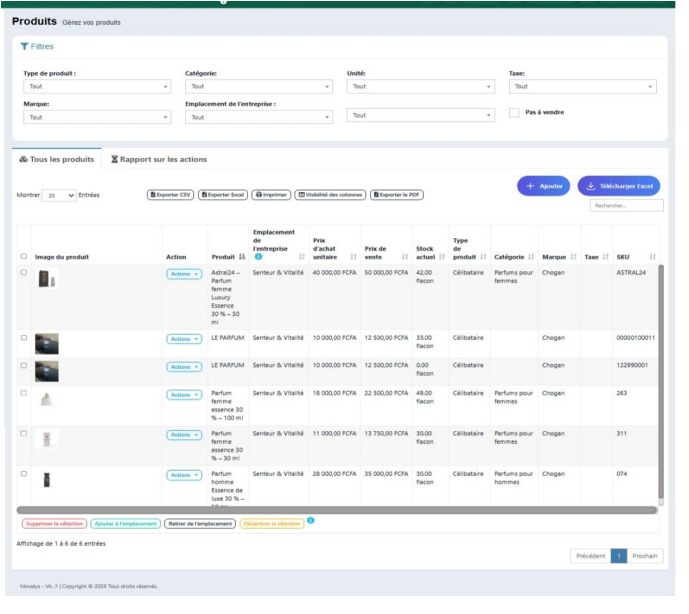 Produits Gérez vos produits
Filtres
Type de produit : Catégorie: Unité: Taxe:
Tout Tout Tout Tout
Marque: Emplacement de l'entreprise :
Tout Tout Tout Pas à vendre
Tous les produits Rapport sur les actions
Ajouter Télécharger Excel
Montrer 25 Entrées Exporter CSV Exporter Excel Imprimer Visibilité des colonnes Exporter le PDF
Rechercher...
Image du produit Action Produit Emplacement de l'entreprise Prix d'achat unitaire Prix de vente Stock actuel Type de produit Catégorie Marque Taxe SKU
Actions Astral24 – Parfum femme Luxury Essence 30 % – 50 ml Senteur & Vitalité 40 000,00 FCFA 50 000,00 FCFA 42.00 flacon Célibataire Parfums pour femmes Chogan ASTRAL24
Actions LE PARFUM Senteur & Vitalité 10 000,00 FCFA 12 500,00 FCFA 33.00 flacon Célibataire Chogan 00000100011
Actions LE PARFUM Senteur & Vitalité 10 000,00 FCFA 12 500,00 FCFA 0.00 flacon Célibataire Chogan 122990001
Actions Parfum femme essence 30 % – 100 ml Senteur & Vitalité 18 000,00 FCFA 22 500,00 FCFA 49.00 flacon Célibataire Parfums pour femmes Chogan 263
Actions Parfum femme essence 30 % – 30 ml Senteur & Vitalité 11 000,00 FCFA 13 750,00 FCFA 30.00 flacon Célibataire Parfums pour femmes Chogan 311
Actions Parfum homme Essence de luxe 30 % – Senteur & Vitalité 28 000,00 FCFA 35 000,00 FCFA 30.00 flacon Célibataire Parfums pour hommes Chogan 074
Supprimer la sélection Ajouter à l'emplacement Retirer de l'emplacement Désactiver la sélection
Affichage de 1 à 6 de 6 entrées
Précédent 1 Prochain
Copyright © 2025 Tous droits réservés.